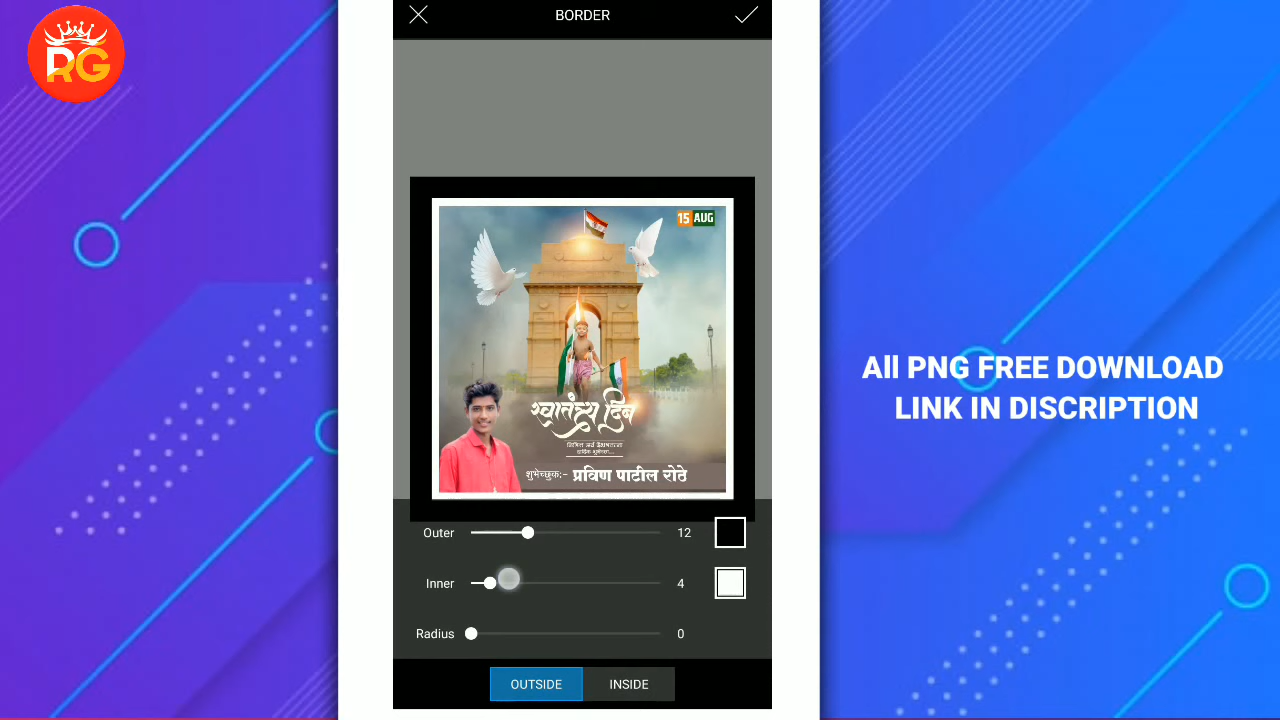 RG
BORDER
15 AUG
स्वातंत्र्य दिन
शुभेच्छुक:-
प्रविण पाटील रोठे
Outer 12
Inner 4
Radius 0
OUTSIDE INSIDE
All PNG FREE DOWNLOAD
LINK IN DISCRIPTION